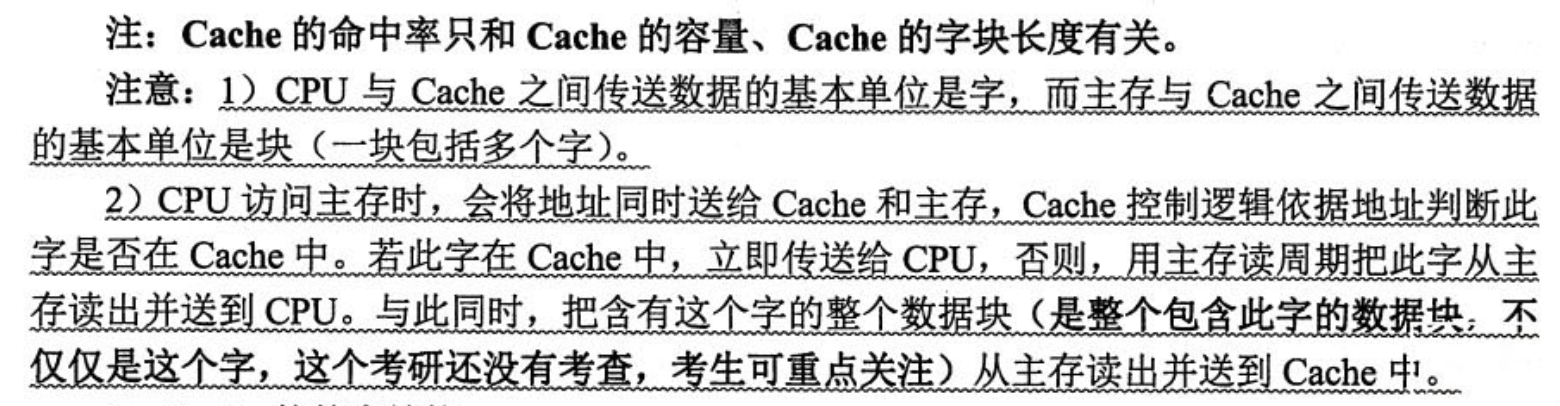 注：Cache 的命中率只和 Cache 的容量、Cache 的字块长度有关。
注意：1）CPU 与 Cache 之间传送数据的基本单位是字，而主存与 Cache 之间传送数据
的基本单位是块（一块包括多个字）。
2）CPU 访问主存时，会将地址同时送给 Cache 和主存，Cache 控制逻辑依据地址判断此
字是否在 Cache 中。若此字在 Cache 中，立即传送给 CPU，否则，用主存读周期把此字从主
存读出并送到 CPU。与此同时，把含有这个字的整个数据块（是整个包含此字的数据块，不
仅仅是这个字，这个考研还没有考查，考生可重点关注）从主存读出并送到 Cache 中。